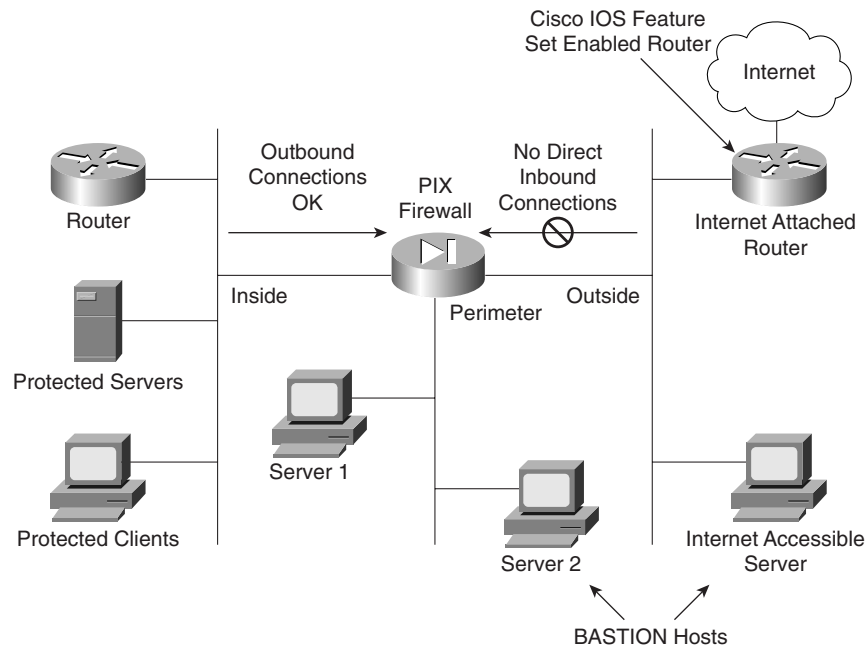 Cisco IOS Feature
Set Enabled Router
Internet
Outbound
Connections
OK
PIX
Firewall
No Direct
Inbound
Connections
Router
Internet Attached
Router
Inside
Perimeter
Outside
Protected Servers
Server 1
Protected Clients
Server 2
Internet Accessible
Server
BASTION Hosts